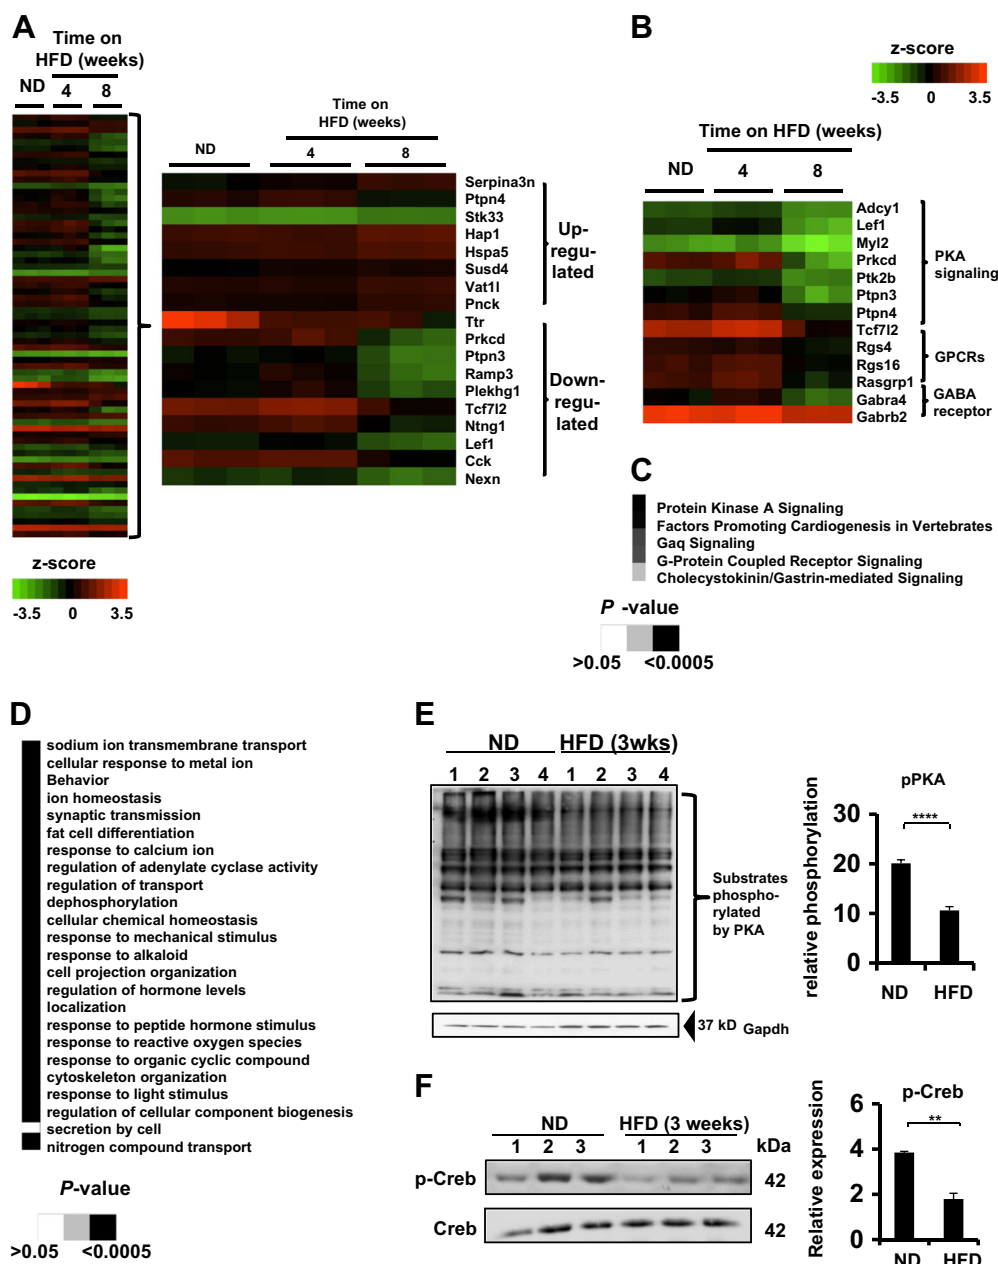 A
Time on
HFD (weeks)
ND 4 8
Time on
HFD (weeks)
ND 4 8
Serpina3n
Ptpn4
Stk33
Hap1
Hspa5
Susd4
Vat1l
Pnck
Ttr
Prkcd
Ptpn3
Ramp3
Plekhg1
Tcf7l2
Ntng1
Lef1
Cck
Nexn
Up-
regu-
lated
Down-
regu-
lated
z-score
-3.5 0 3.5
B
z-score
-3.5 0 3.5
Time on HFD (weeks)
ND 4 8
Adcy1
Lef1
Myl2
Prkcd
Ptk2b
Ptpn3
Ptpn4
Tcf7l2
Rgs4
Rgs16
Rasgrp1
Gabra4
Gabrb2
PKA
signaling
GPCRs
GABA
receptor
C
Protein Kinase A Signaling
Factors Promoting Cardiogenesis in Vertebrates
Gaq Signaling
G-Protein Coupled Receptor Signaling
Cholecystokinin/Gastrin-mediated Signaling
P -value
>0.05 <0.0005
D
sodium ion transmembrane transport
cellular response to metal ion
Behavior
ion homeostasis
synaptic transmission
fat cell differentiation
response to calcium ion
regulation of adenylate cyclase activity
regulation of transport
dephosphorylation
cellular chemical homeostasis
response to mechanical stimulus
response to alkaloid
cell projection organization
regulation of hormone levels
localization
response to peptide hormone stimulus
response to reactive oxygen species
response to organic cyclic compound
cytoskeleton organization
response to light stimulus
regulation of cellular component biogenesis
secretion by cell
nitrogen compound transport
P-value
>0.05 <0.0005
E
ND HFD (3wks)
1 2 3 4 1 2 3 4
Substrates
phospho-
rylated
by PKA
37 kD Gapdh
pPKA
relative phosphorylation
30
20
10
0
****
ND HFD
F
ND HFD (3 weeks)
1 2 3 1 2 3 kDa
p-Creb 42
Creb 42
p-Creb
Relative expression
6
4
2
0
**
ND HFD